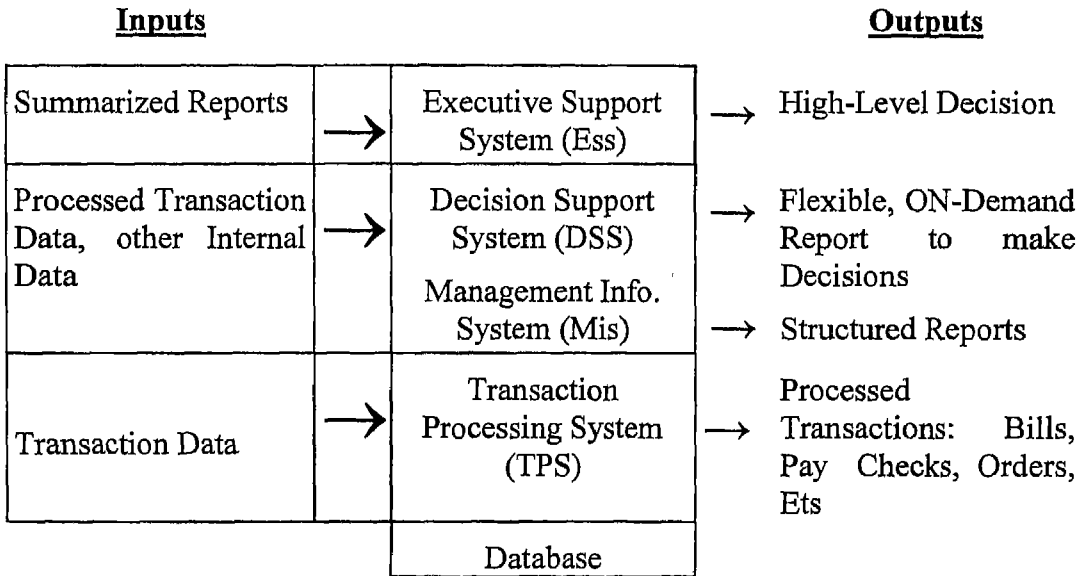 Inputs
Outputs
Summarized Reports
Executive Support
System (Ess)
High-Level Decision
Processed Transaction
Data, other Internal
Data
Decision Support
System (DSS)
Management Info.
System (Mis)
Flexible, ON-Demand
Report to make
Decisions
Structured Reports
Transaction Data
Transaction
Processing System
(TPS)
Processed
Transactions: Bills,
Pay Checks, Orders,
Ets
Database